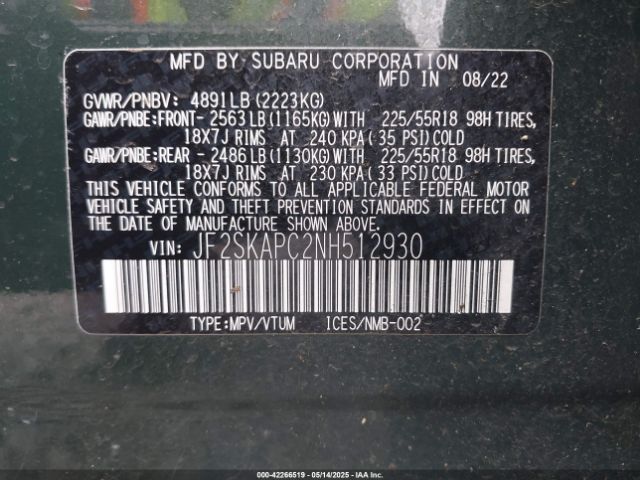 MFD BY SUBARU CORPORATION
MFD IN 08/22
GVWR/PNBV: 4891LB (2223KG)
GAWR/PNBE:FRONT- 2563LB (1165KG) WITH 225/55R18 98H TIRES,
18X7J RIMS AT 240 KPA ( 35 PSI) COLD
GAWR/PNBE:REAR - 2486LB (1130KG) WITH 225/55R18 98H TIRES,
18X7J RIMS AT 230 KPA ( 33 PSI) COLD
THIS VEHICLE CONFORMS TO ALL APPLICABLE FEDERAL MOTOR
VEHICLE SAFETY AND THEFT PREVENTION STANDARDS IN EFFECT ON THE
DATE OF MANUFACTURE SHOWN ABOVE.
VIN: JF2SKAPC2NH512930
TYPE:MPV/VTUM ICES/NMB-002
000-42266519 | 05/14/2025 - IAAI.COM